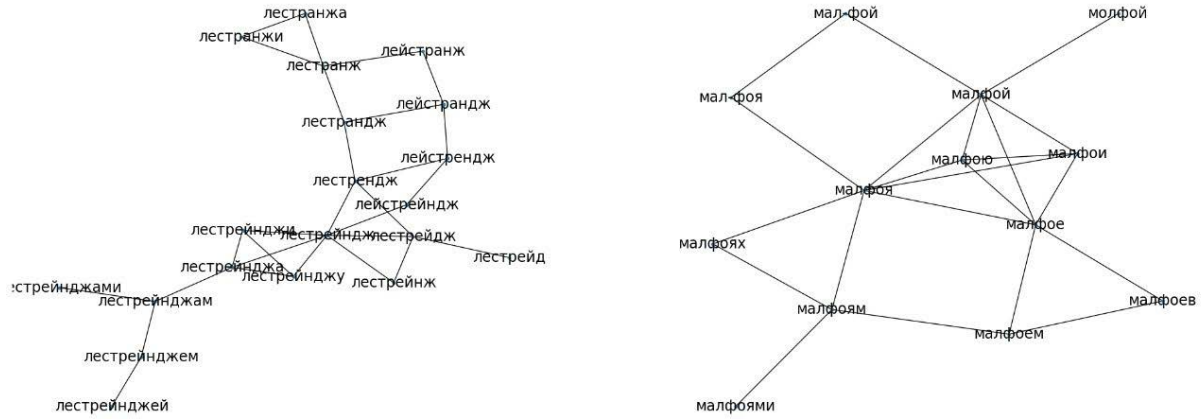 лестранжа
лестранжи
лестранж
лейстранж
лейстрандж
лестрандж
лейстрендж
лестрендж
лейстрейндж
лестрейнджи
лестрейндж
лестрейдж
лестрейд
лестрейнджа
лестрейнджу
лестрейнж
естрейнджами
лестрейнджам
лестрейнджем
лестрейнджей
мал-фой
молфой
мал-фоя
малфой
малфою
малфои
малфоя
малфое
малфоях
малфоям
малфоев
малфоем
малфоями